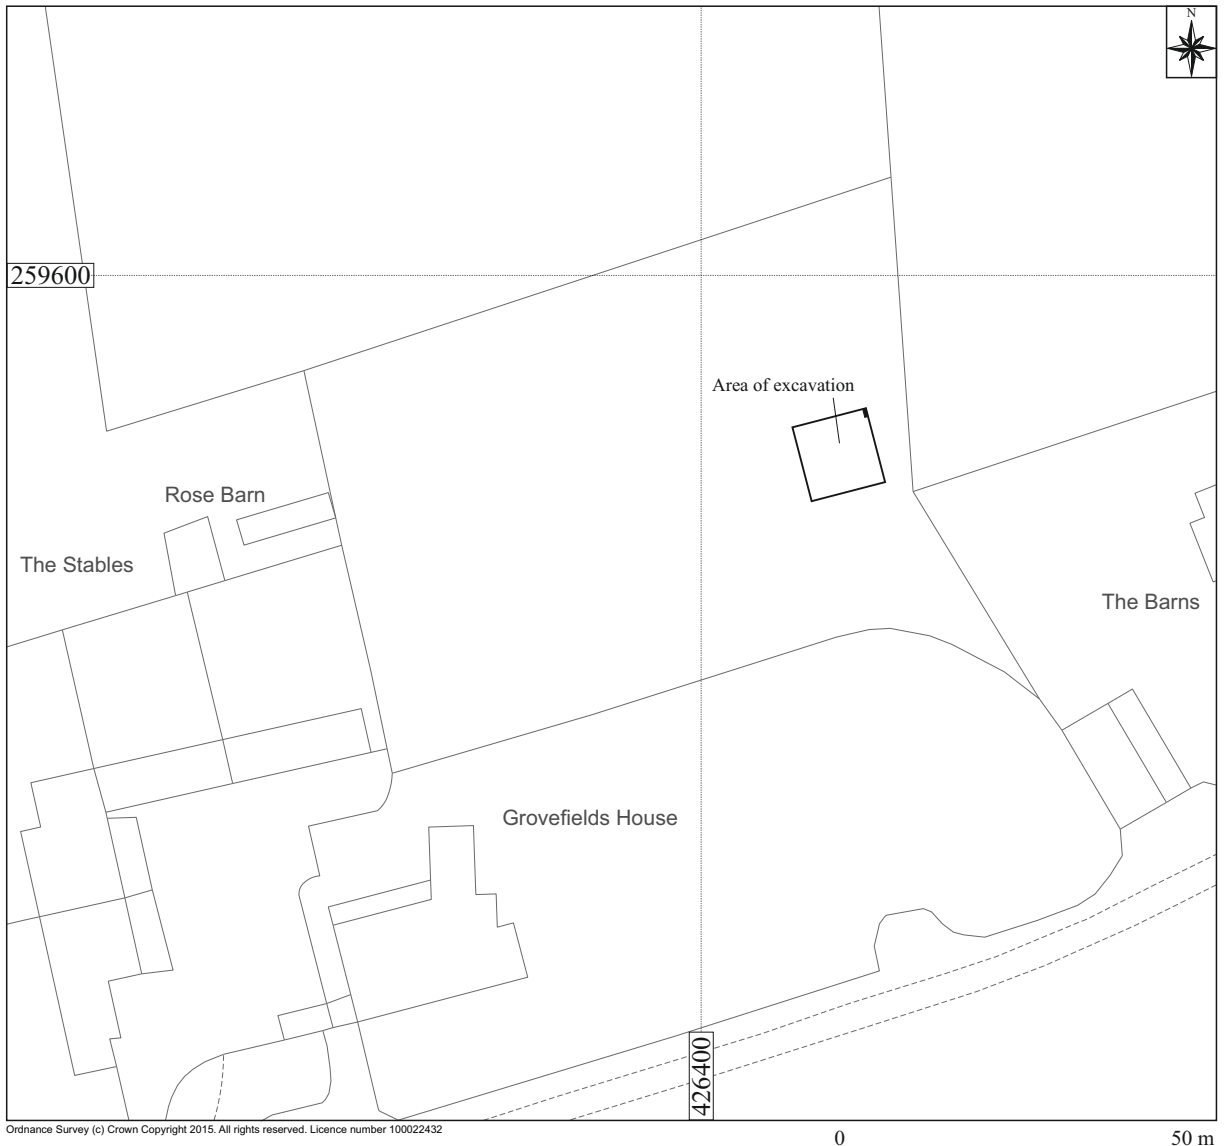 N
259600
Area of excavation
Rose Barn
The Stables
The Barns
Grovefields House
426400
Ordnance Survey (c) Crown Copyright 2015. All rights reserved. Licence number 100022432
0 50 m